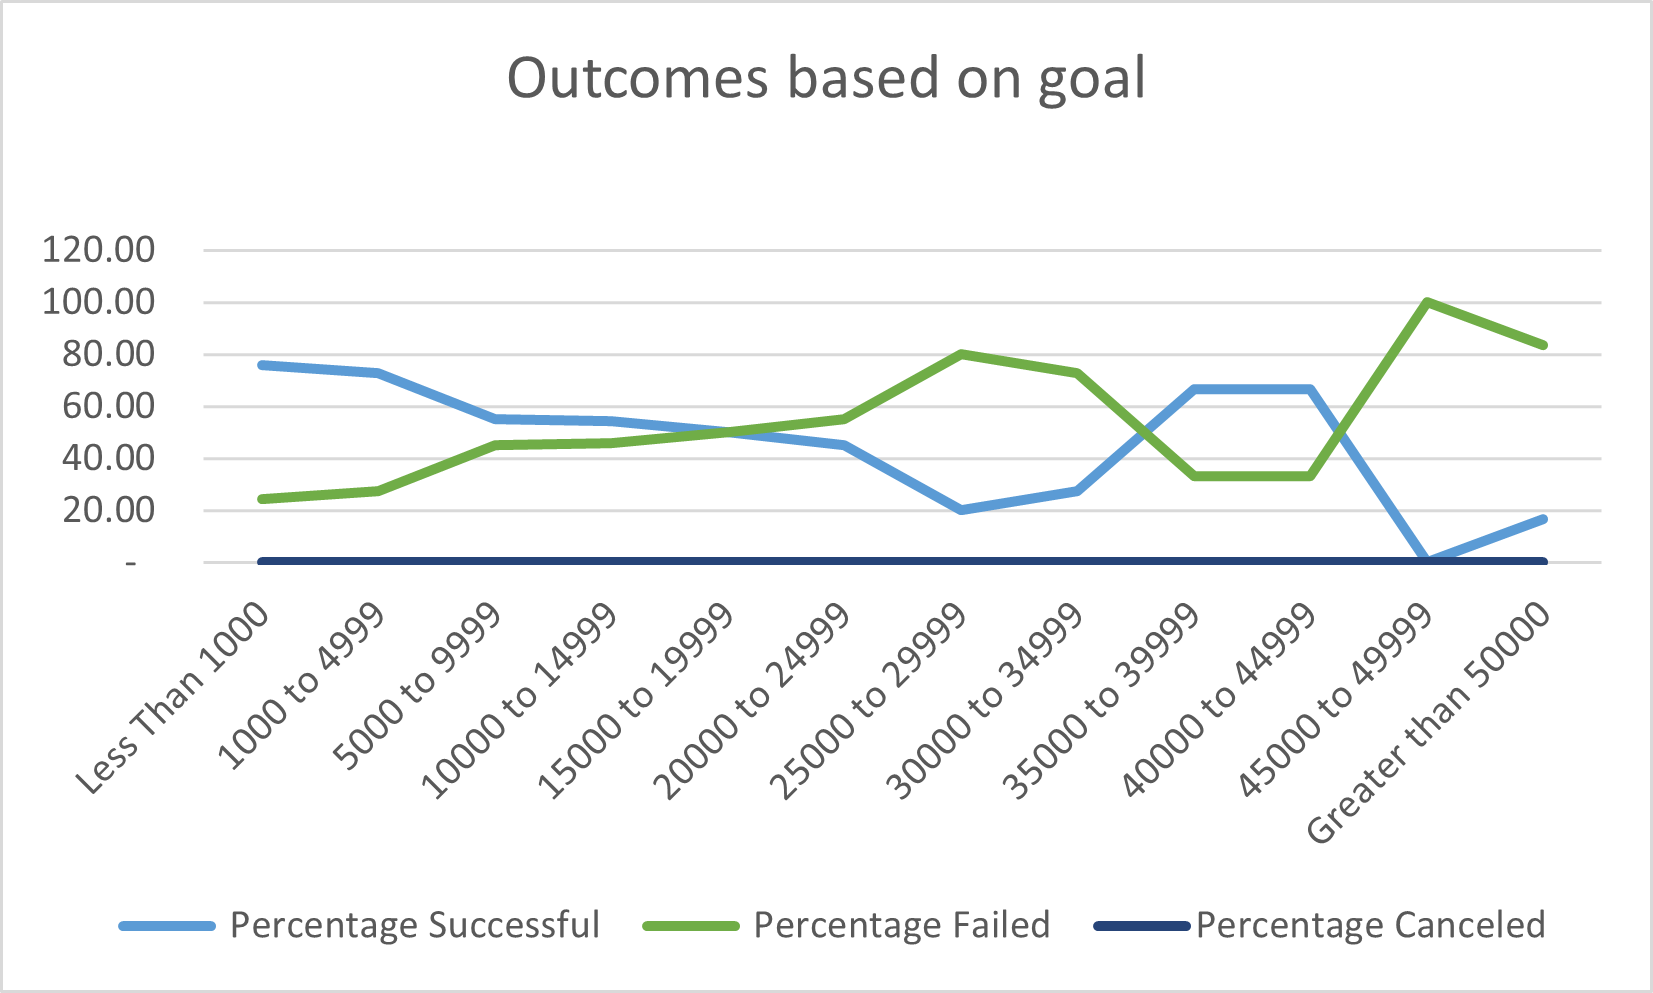 Outcomes based on goal
120.00
100.00
80.00
60.00
40.00
20.00
-
Less Than 1000
1000 to 4999
5000 to 9999
10000 to 14999
15000 to 19999
20000 to 24999
25000 to 29999
30000 to 34999
35000 to 39999
40000 to 44999
45000 to 49999
Greater than 50000
Percentage Successful
Percentage Failed
Percentage Canceled